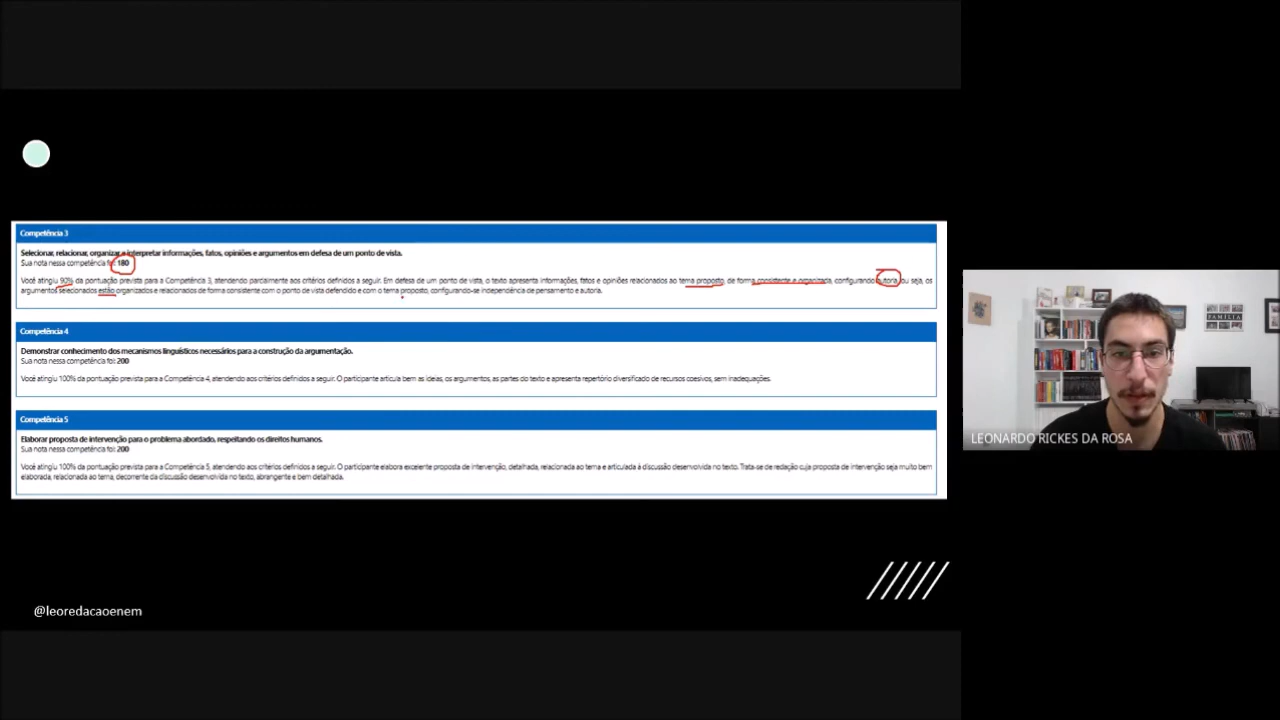 Competência 3
Selecionar, relacionar, organizar e interpretar informações, fatos, opiniões e argumentos em defesa de um ponto de vista.
Sua nota nessa competência foi: 180
Você atingiu 90% da pontuação prevista para a Competência 3, atendendo parcialmente aos critérios definidos a seguir. Em defesa de um ponto de vista, o texto apresenta informações, fatos e opiniões relacionados ao tema proposto, de forma consistente e organizada, configurando autoria, ou seja, os
argumentos selecionados estão organizados e relacionados de forma consistente com o ponto de vista defendido e com o tema proposto, configurando-se independência de pensamento e autoria.
Competência 4
Demonstrar conhecimento dos mecanismos linguísticos necessários para a construção da argumentação.
Sua nota nessa competência foi: 200
Você atingiu 100% da pontuação prevista para a Competência 4, atendendo aos critérios definidos a seguir. O participante articula bem as ideias, os argumentos, as partes do texto e apresenta repertório diversificado de recursos coesivos, sem inadequações.
Competência 5
Elaborar proposta de intervenção para o problema abordado, respeitando os direitos humanos.
Sua nota nessa competência foi: 200
Você atingiu 100% da pontuação prevista para a Competência 5, atendendo aos critérios definidos a seguir. O participante elabora excelente proposta de intervenção, detalhada, relacionada ao tema e articulada à discussão desenvolvida no texto. Trata-se de redação cuja proposta de intervenção seja muito bem
elaborada, relacionada ao tema, decorrente da discussão desenvolvida no texto, abrangente e bem detalhada.
@leoredacaoenem
FAMÍLIA
LEONARDO RICKES DA ROSA